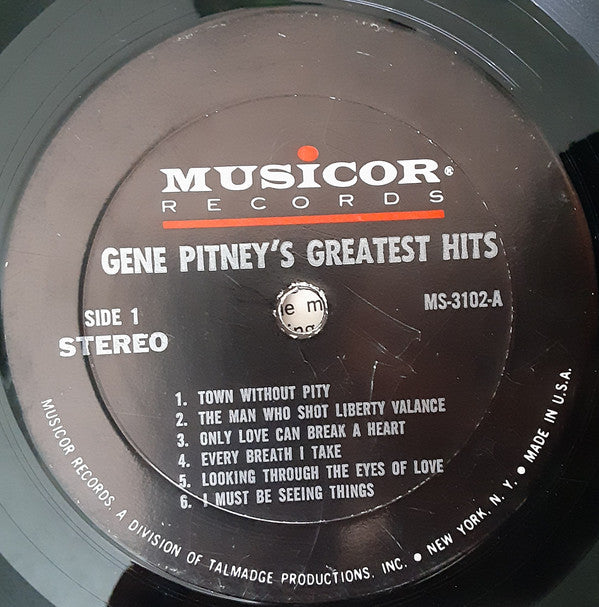 MUSICOR®
RECORDS
GENE PITNEY'S GREATEST HITS
SIDE 1
STEREO
MS-3102-A
e m
ing
1. TOWN WITHOUT PITY
2. THE MAN WHO SHOT LIBERTY VALANCE
3. ONLY LOVE CAN BREAK A HEART
4. EVERY BREATH I TAKE
5. LOOKING THROUGH THE EYES OF LOVE
6. I MUST BE SEEING THINGS
MUSICOR RECORDS, A DIVISION OF TALMADGE PRODUCTIONS, INC. • NEW YORK, N. Y. • MADE IN U.S.A.